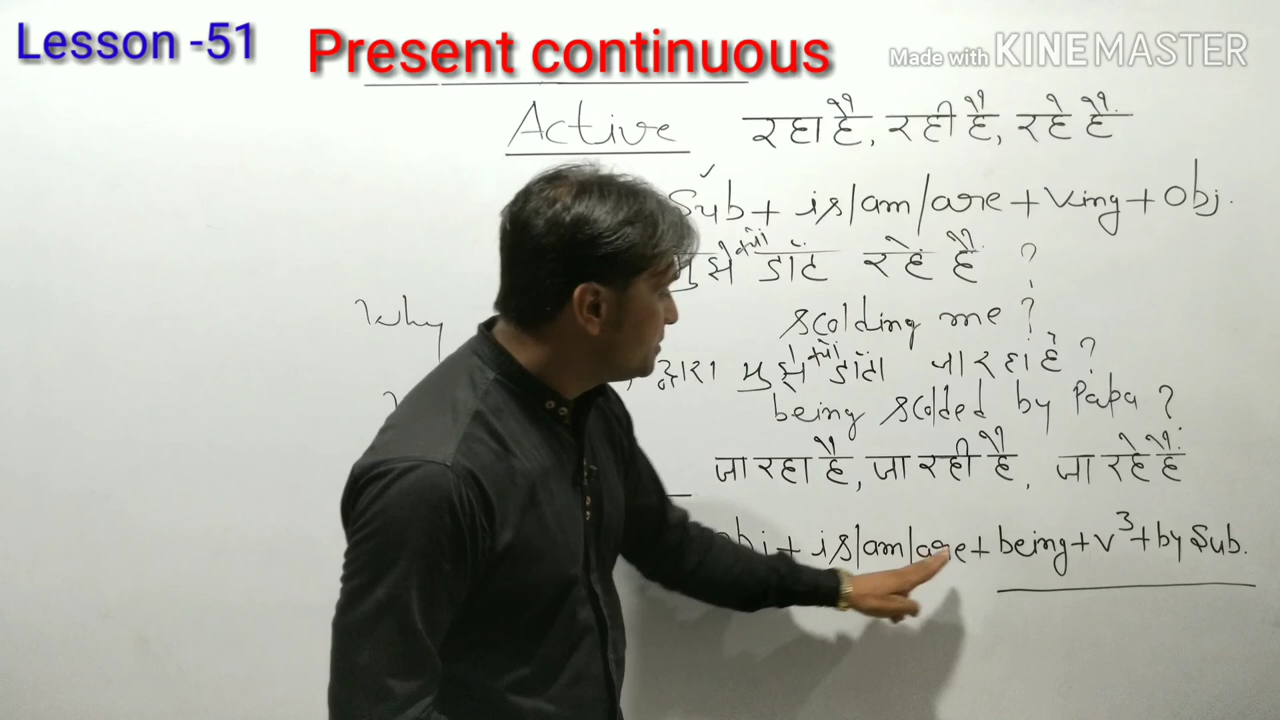 Lesson -51
Present continuous
Made with KINEMASTER
Active रहा है, रही है, रहे हैं.
Sub + is/am/are + Ving + Obj.
मुझे क्यों डांट रहे हैं ?
Why scolding me ?
द्वारा मुझे क्यों डांटा जा रहा है ?
being scolded by Papa ?
जा रहा है, जा रही है, जा रहे हैं
obj + is/am/are + being + v3 + by Sub.